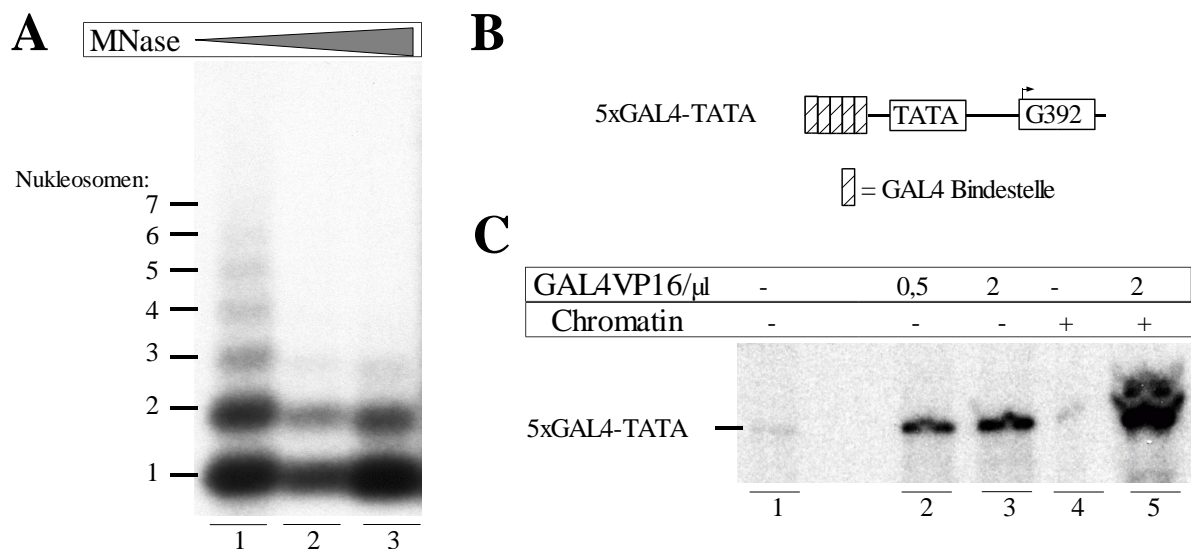 A
MNase
Nukleosomen:
7
6
5
4
3
2
1
1 2 3
B
5xGAL4-TATA
TATA
G392
= GAL4 Bindestelle
C
GAL4VP16/µl - 0,5 2 - 2
Chromatin - - - + +
5xGAL4-TATA
1 2 3 4 5